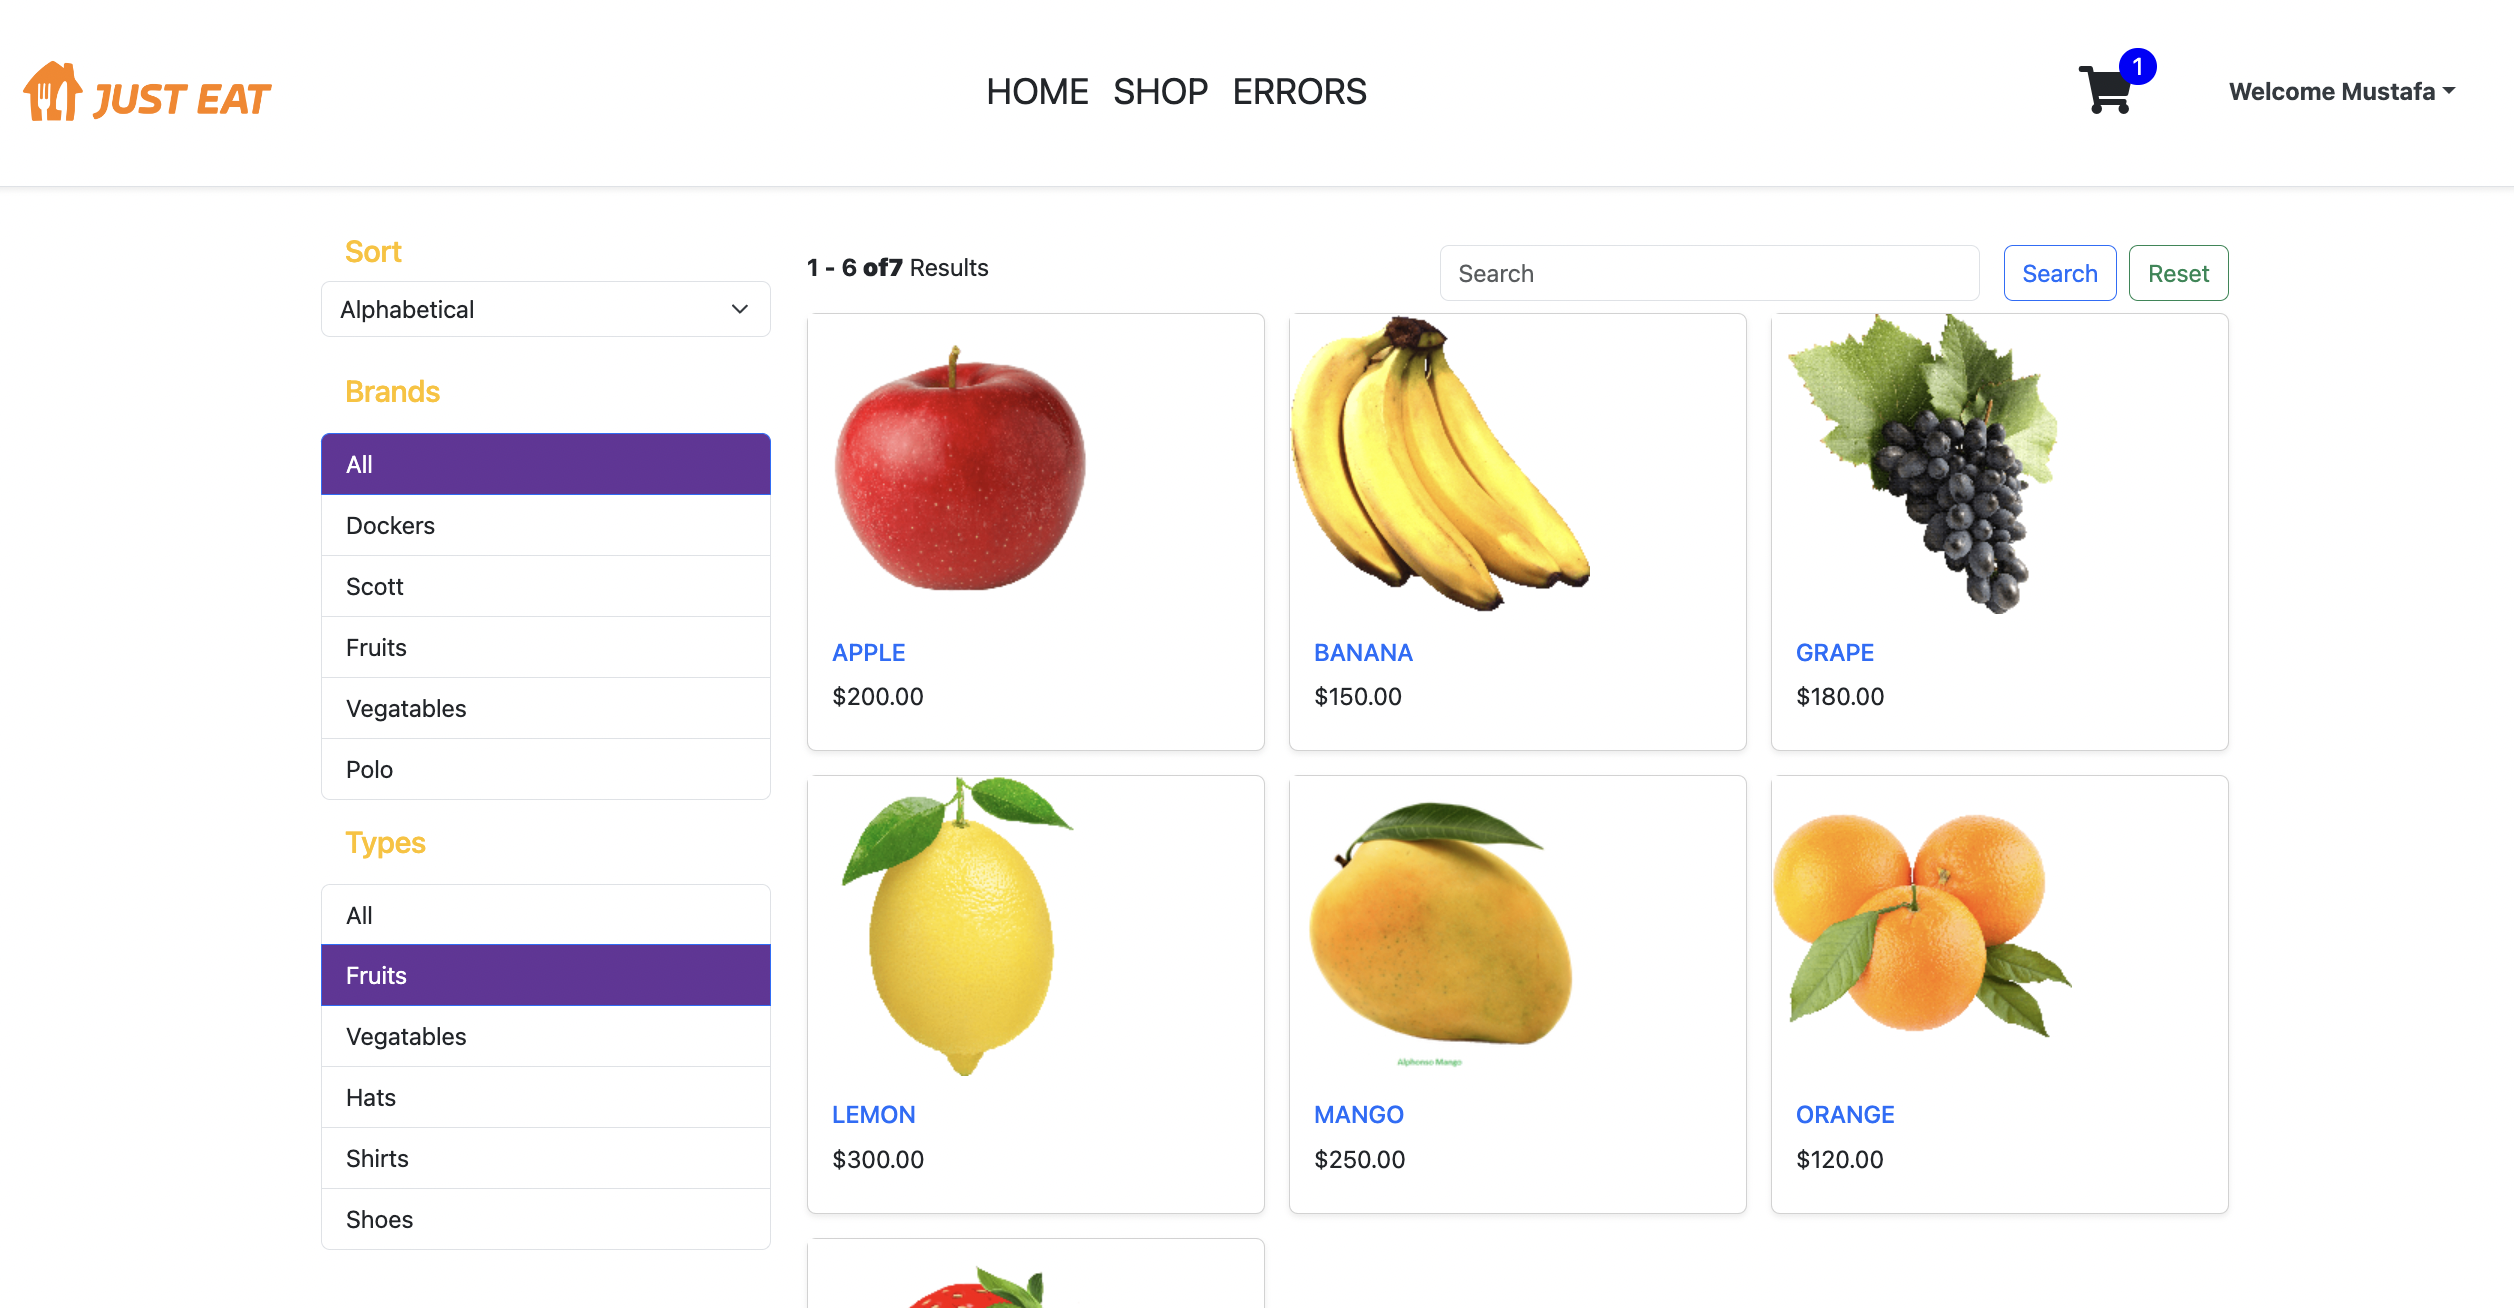 JUST EAT
HOME SHOP ERRORS
1
Welcome Mustafa
Sort
Alphabetical
Brands
All
Dockers
Scott
Fruits
Vegatables
Polo
Types
All
Fruits
Vegatables
Hats
Shirts
Shoes
1 - 6 of7 Results
Search
Search
Reset
APPLE
$200.00
BANANA
$150.00
GRAPE
$180.00
LEMON
$300.00
Alphonso Mango
MANGO
$250.00
ORANGE
$120.00